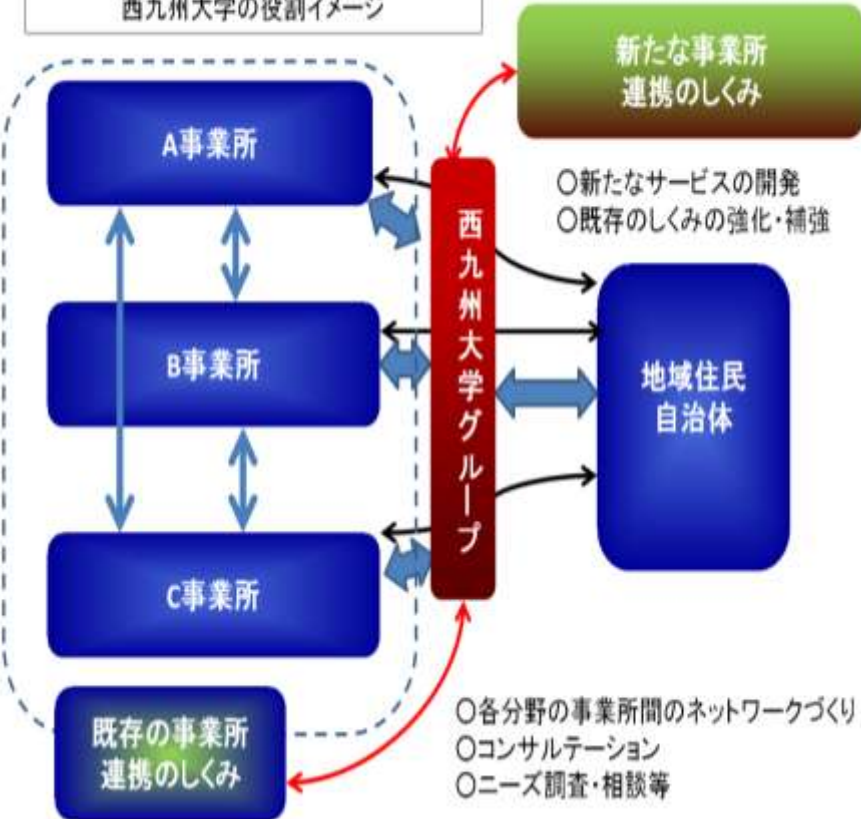 西九州大学の役割イメージ
新たな事業所
連携のしくみ
A事業所
〇新たなサービスの開発
〇既存のしくみの強化・補強
西九州大学グループ
B事業所
地域住民
自治体
C事業所
既存の事業所
連携のしくみ
〇各分野の事業所間のネットワークづくり
〇コンサルテーション
〇ニーズ調査・相談等